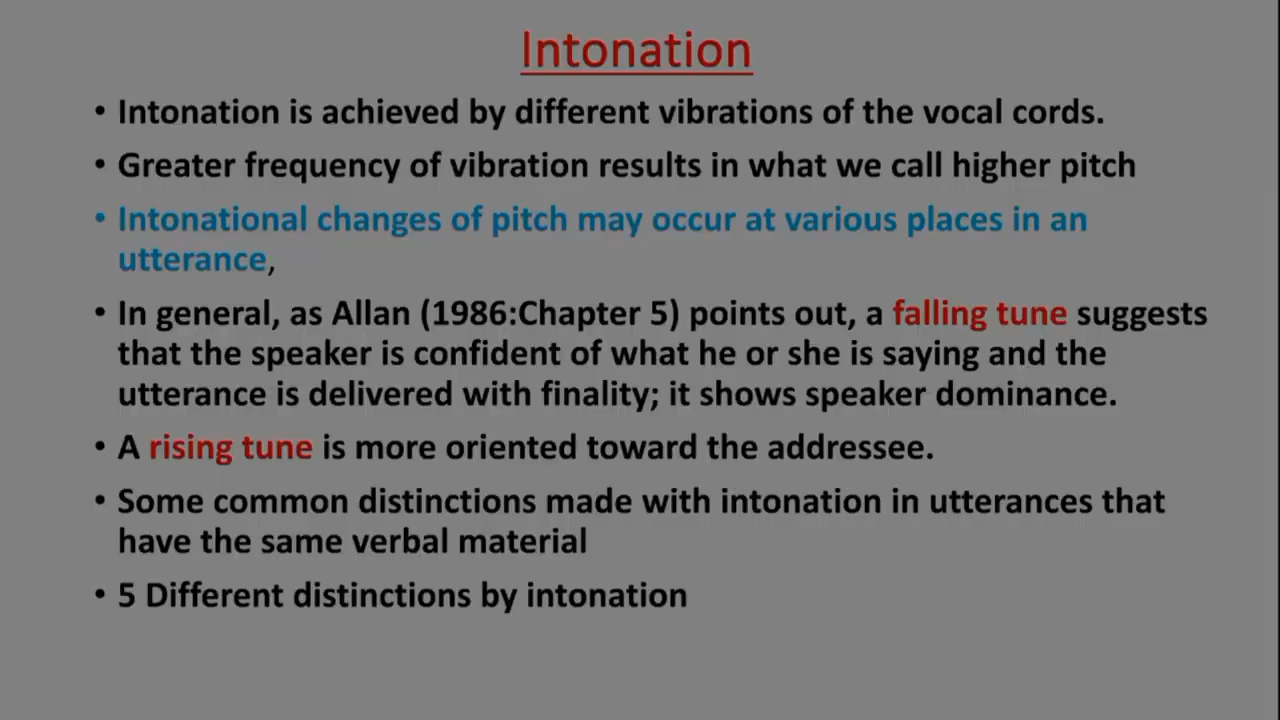 Intonation
• Intonation is achieved by different vibrations of the vocal cords.
• Greater frequency of vibration results in what we call higher pitch
• Intonational changes of pitch may occur at various places in an
utterance,
• In general, as Allan (1986:Chapter 5) points out, a falling tune suggests
that the speaker is confident of what he or she is saying and the
utterance is delivered with finality; it shows speaker dominance.
• A rising tune is more oriented toward the addressee.
• Some common distinctions made with intonation in utterances that
have the same verbal material
• 5 Different distinctions by intonation